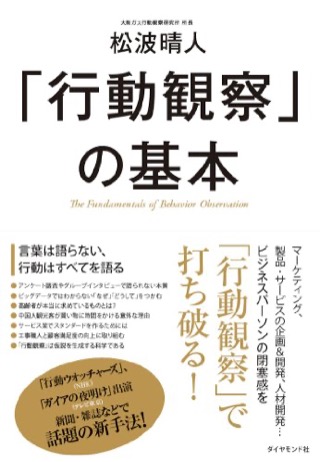 大阪ガス行動観察研究所 所長
松波晴人
「行動観察」
の基本
The Fundamentals of Behavior Observation
マーケティング、
製品・サービスの企画&開発、人材開発…
ビジネスパーソンの閉塞感を
「行動観察」で
打ち破る!
言葉は語らない、
行動はすべてを語る
●アンケート調査やグループインタビューで語られない本音
●ビッグデータではわからない「なぜ」「どうして」をつかむ
●高齢者が本当に求めているものとは?
●中国人観光客が買い物に時間をかける意外な理由
●サービス業でスタンダードを作るためには
●工事職人と顧客満足度の向上に取り組む
●「行動観察」は仮説を生成する科学である
「行動ウオッチャーズ」、
(NHK)
「ガイアの夜明け」出演
(テレビ東京)
新聞・雑誌などで
話題の新手法!
ダイヤモンド社